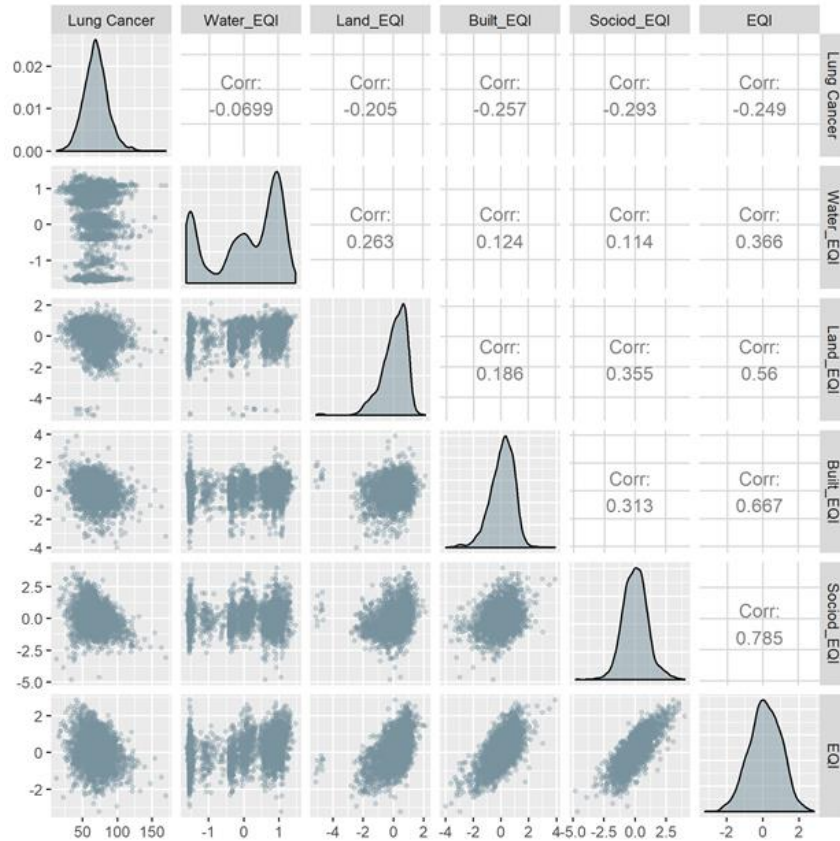 Lung Cancer Water_EQI Land_EQI Built_EQI Sociod_EQI EQI
0.02
0.01
0.00
Corr: Corr: Corr: Corr: Corr:
-0.0699 -0.205 -0.257 -0.293 -0.249
Lung Cancer
1
0
-1
Corr: Corr: Corr: Corr:
0.263 0.124 0.114 0.366
Water_EQI
2
0
-2
-4
Corr: Corr: Corr:
0.186 0.355 0.56
Land_EQI
4
2
0
-2
-4
Corr: Corr:
0.313 0.667
Built_EQI
2.5
0.0
-2.5
-5.0
Corr:
0.785
Sociod_EQI
2
0
-2
EQI
50 100 150 -1 0 1 -4 -2 0 2 -4 -2 0 2 4 -5.0 -2.5 0.0 2.5 -2 0 2